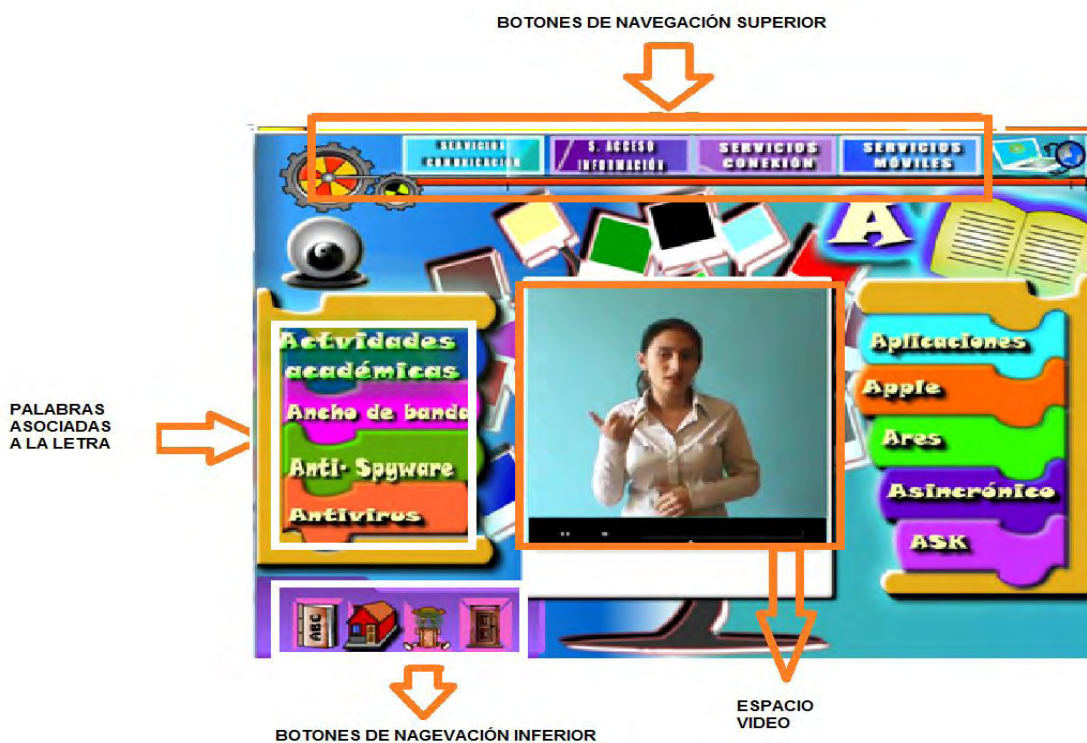 BOTONES DE NAVEGACIÓN SUPERIOR
SERVICIOS
COMUNICACIÓN
S. ACCESO
INFORMACIÓN
SERVICIOS
CONEXIÓN
SERVICIOS
MÓVILES
A
PALABRAS
ASOCIADAS
A LA LETRA
Actvidades
académicas
Ancho de banda
Anti- Spyware
Antivirus
Aplicaciones
Apple
Ares
Asincrónico
ASK
ABC
ESPACIO
VIDEO
BOTONES DE NAGEVACIÓN INFERIOR